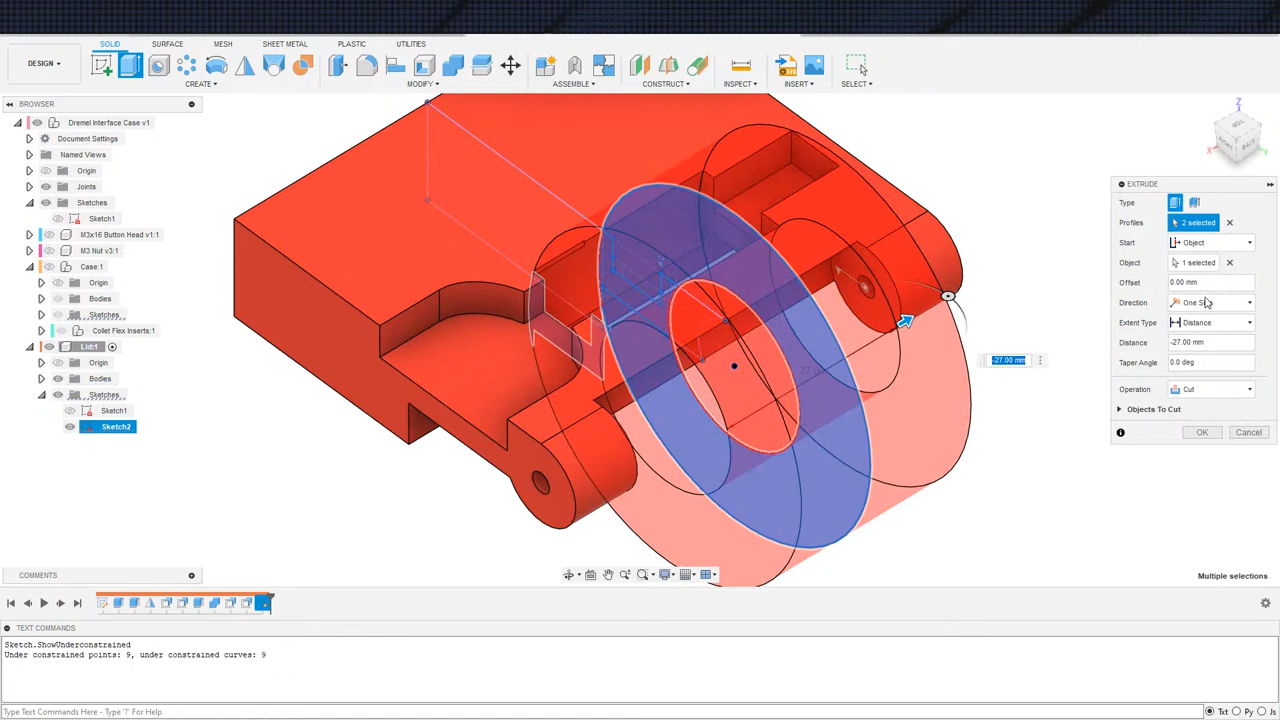 SOLID SURFACE MESH SHEET METAL PLASTIC UTILITIES
DESIGN
CREATE MODIFY ASSEMBLE CONSTRUCT INSPECT INSERT SELECT
BROWSER
Dremel Interface Case v1
Document Settings
Named Views
Origin
Joints
Sketches
Sketch1
M3x16 Button Head v1:1
M3 Nut v3:1
Case:1
Origin
Bodies
Sketches
Collet Flex Inserts:1
Lid:1
Origin
Bodies
Sketches
Sketch1
Sketch2
Z
X
Y
BACK
RIGHT
EXTRUDE
Type
Profiles 2 selected
Start Object
Object 1 selected
Offset 0.00 mm
Direction One S
Extent Type Distance
Distance -27.00 mm
Taper Angle 0.0 deg
Operation Cut
Objects To Cut
OK Cancel
-27.00 mm
COMMENTS
Multiple selections
TEXT COMMANDS
Sketch.ShowUnderconstrained
Under constrained points: 9, under constrained curves: 9
Type Text Commands Here - Type '?' For Help
Txt Py Js